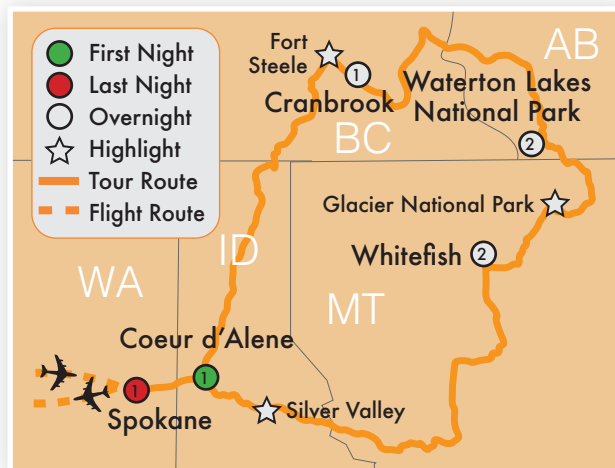 First Night
Last Night
Overnight
Highlight
Tour Route
Flight Route
Fort
Steele
1
Cranbrook
AB
Waterton Lakes
National Park
2
BC
Glacier National Park
Whitefish
2
ID
WA
MT
Coeur d'Alene
1
1
Spokane
Silver Valley